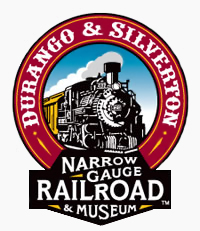 DURANGO & SILVERTON
NARROW
GAUGE
RAILROAD
& MUSEUM
TM